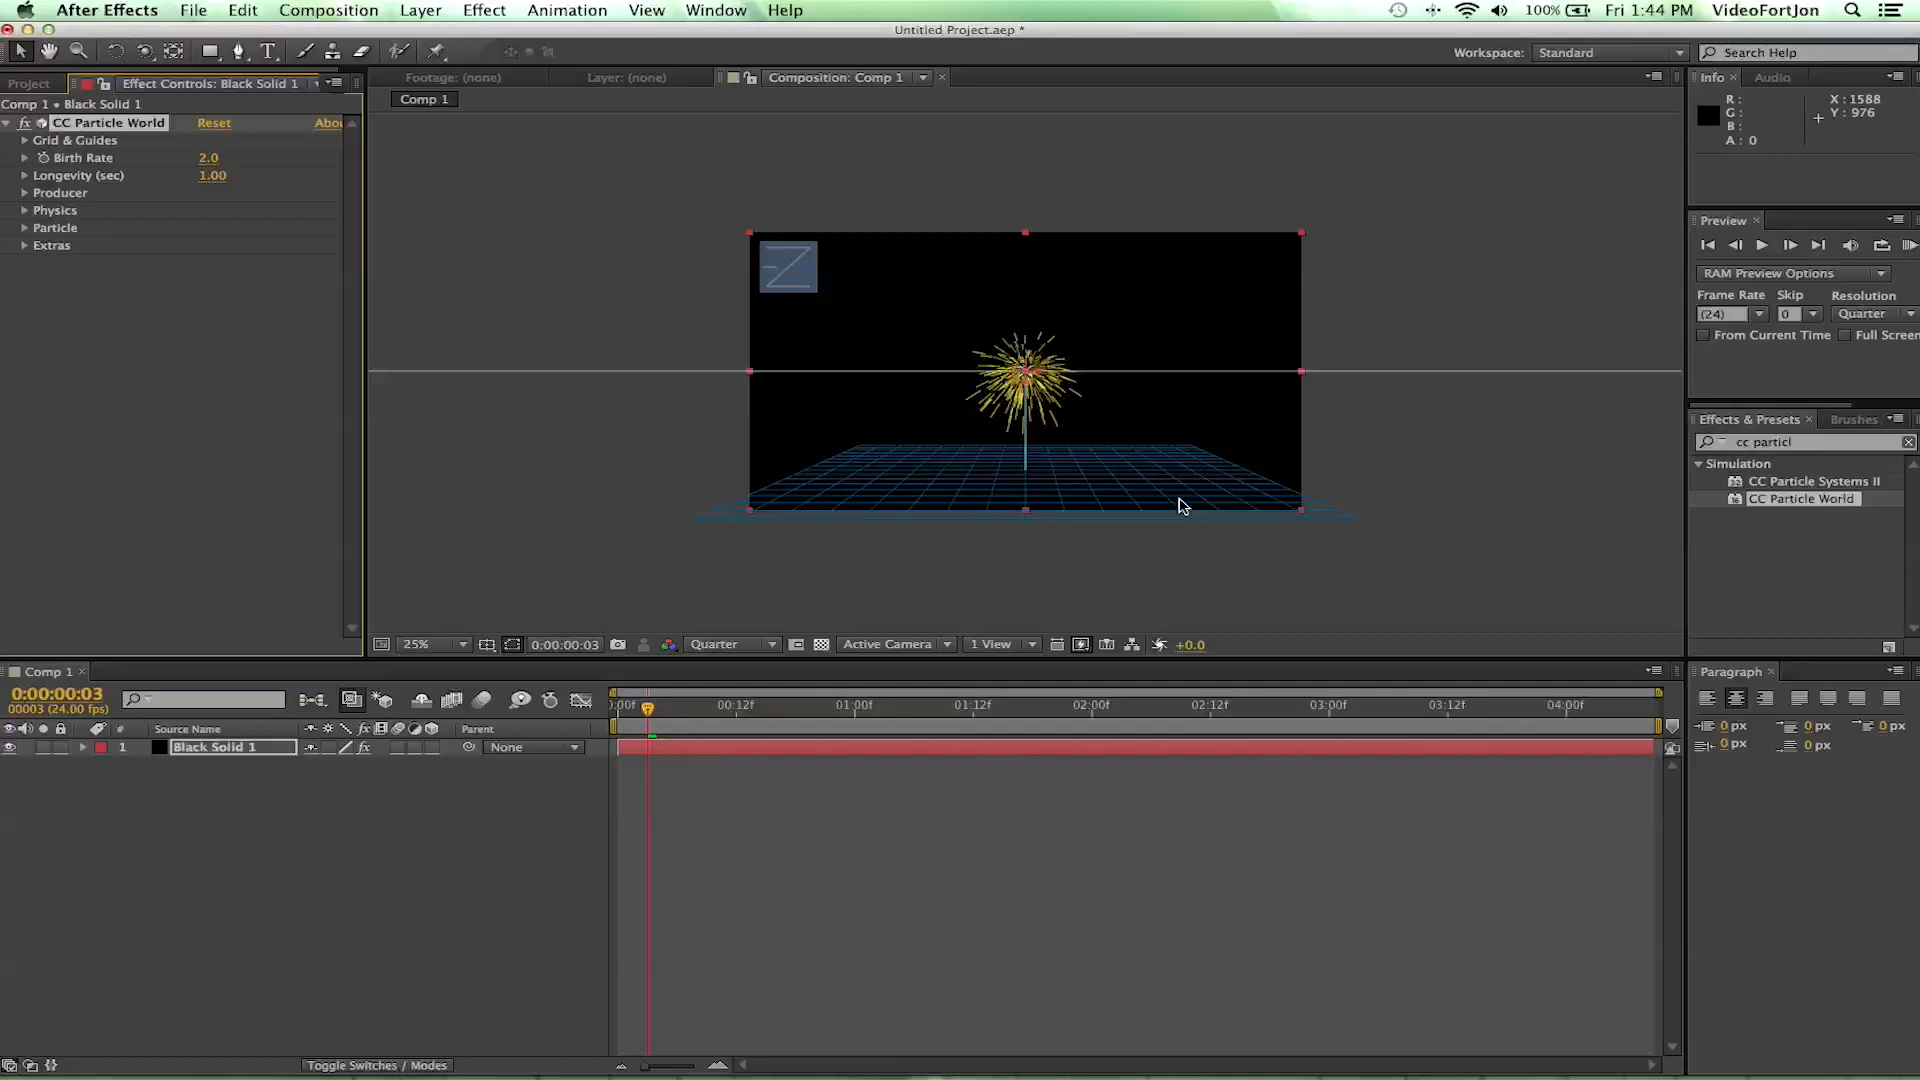 After Effects File Edit Composition Layer Effect Animation View Window Help 100% Fri 1:44 PM VideoFortJon
Untitled Project.aep *
Workspace: Standard Search Help
Project Effect Controls: Black Solid 1
Comp 1 • Black Solid 1
fx CC Particle World Reset Abou
Grid & Guides
Birth Rate 2.0
Longevity (sec) 1.00
Producer
Physics
Particle
Extras
Footage: (none) Layer: (none) Composition: Comp 1
Comp 1
25% 0:00:00:03 Quarter Active Camera 1 View +0.0
Info Audio
R: X: 1588
G: Y: 976
B:
A: 0
Preview
RAM Preview Options
Frame Rate Skip Resolution
(24) 0 Quarter
From Current Time Full Screen
Effects & Presets Brushes
cc particl
Simulation
CC Particle Systems II
CC Particle World
Comp 1
0:00:00:03
00003 (24.00 fps)
):00f 00:12f 01:00f 01:12f 02:00f 02:12f 03:00f 03:12f 04:00f
# Source Name fx Parent
1 Black Solid 1 fx None
Toggle Switches / Modes
Paragraph
0 px 0 px 0 px
0 px 0 px